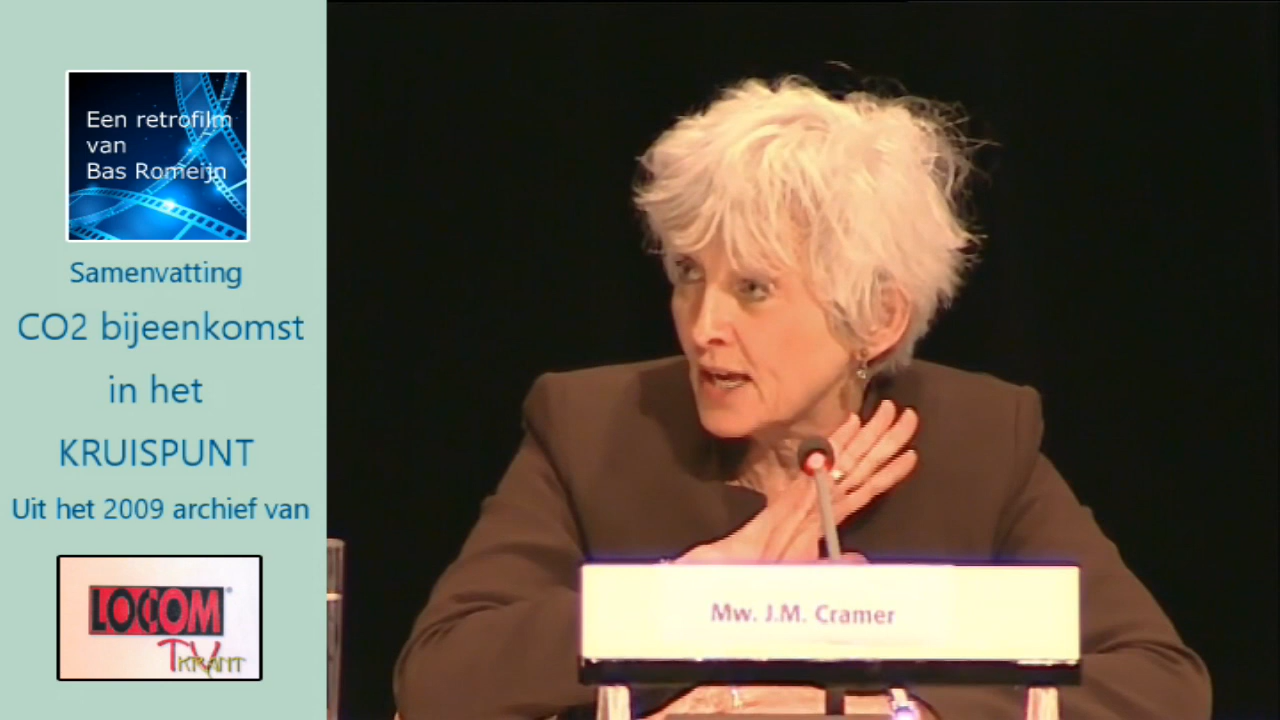 Een retrofilm
van
Bas Romeijn
Samenvatting
CO2 bijeenkomst
in het
KRUISPUNT
Uit het 2009 archief van
LOCOM
TV
KRANT
Mw. J.M. Cramer